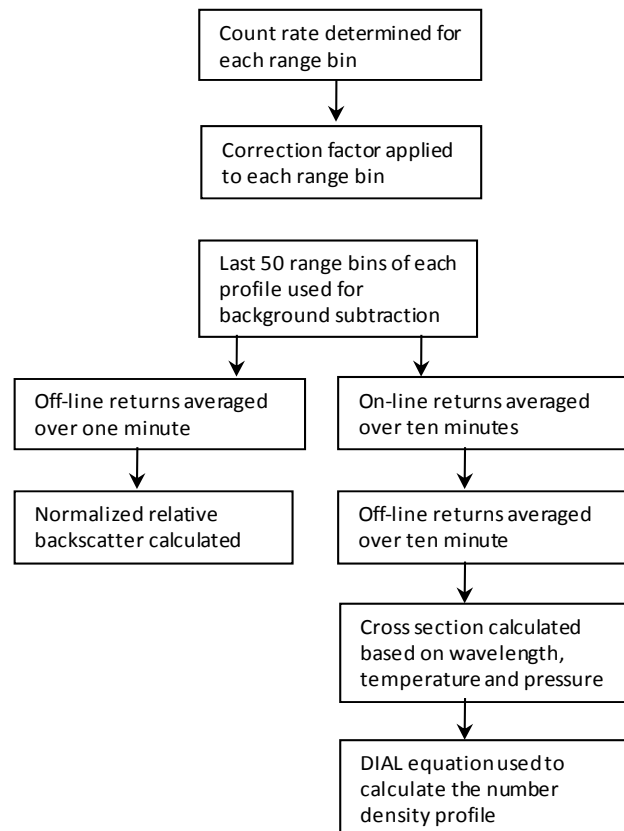 Count rate determined for
each range bin
Correction factor applied
to each range bin
Last 50 range bins of each
profile used for
background subtraction
Off-line returns averaged
over one minute
On-line returns averaged
over ten minutes
Normalized relative
backscatter calculated
Off-line returns averaged
over ten minute
Cross section calculated
based on wavelength,
temperature and pressure
DIAL equation used to
calculate the number
density profile